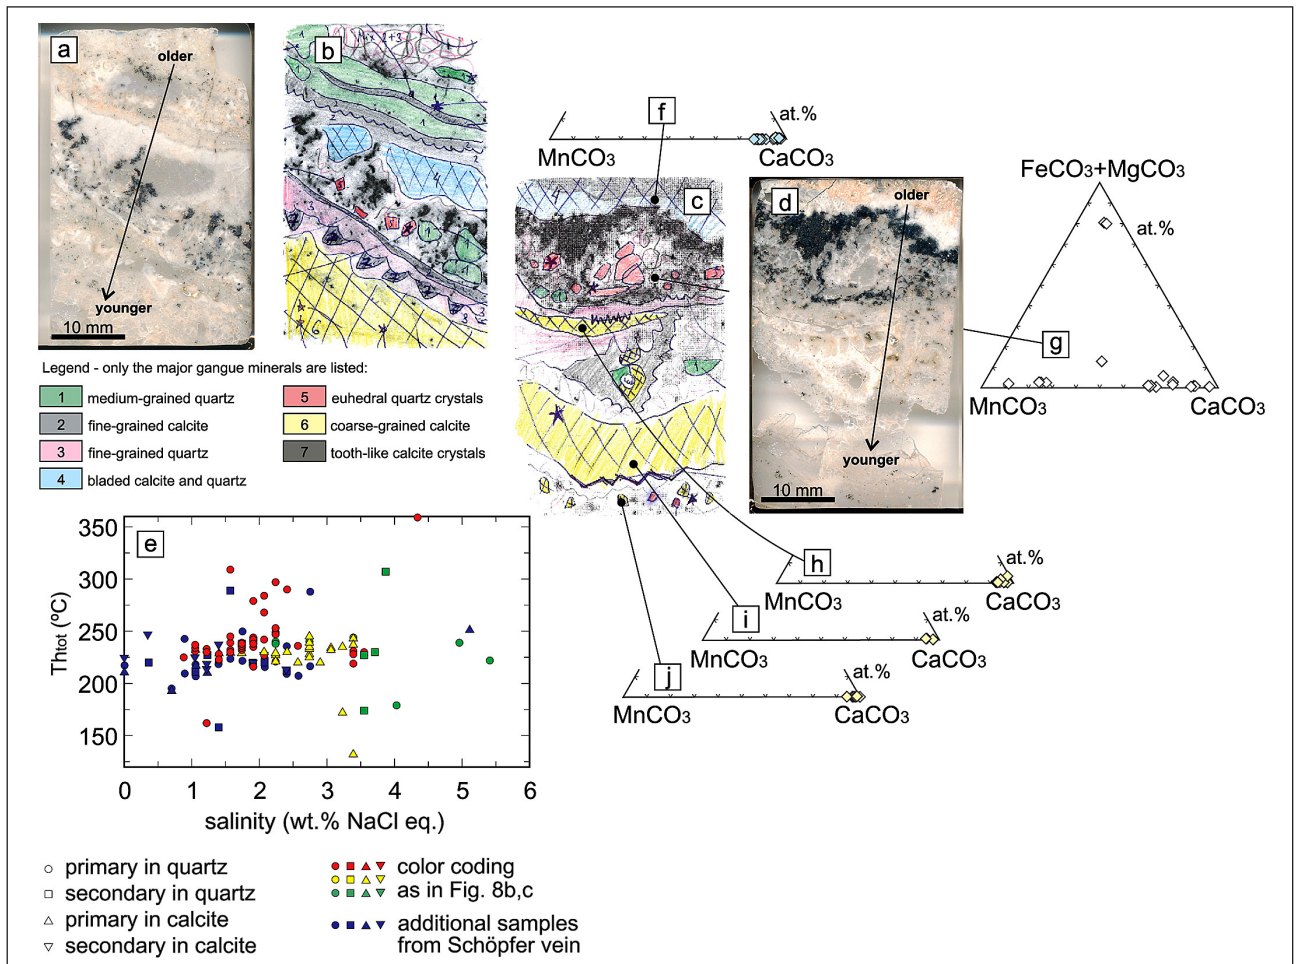 a
older
younger
10 mm
b
Mix 2+3
f
at.%
MnCO3
CaCO3
c
d
older
younger
10 mm
FeCO3+MgCO3
at.%
g
MnCO3
CaCO3
Legend - only the major gangue minerals are listed:
1 medium-grained quartz
2 fine-grained calcite
3 fine-grained quartz
4 bladed calcite and quartz
5 euhedral quartz crystals
6 coarse-grained calcite
7 tooth-like calcite crystals
e
350
300
250
200
150
Thtot (ºC)
0 1 2 3 4 5 6
salinity (wt.% NaCl eq.)
h
at.%
MnCO3
CaCO3
i
at.%
MnCO3
CaCO3
j
at.%
MnCO3
CaCO3
primary in quartz
secondary in quartz
primary in calcite
secondary in calcite
color coding
as in Fig. 8b,c
additional samples
from Schöpfer vein